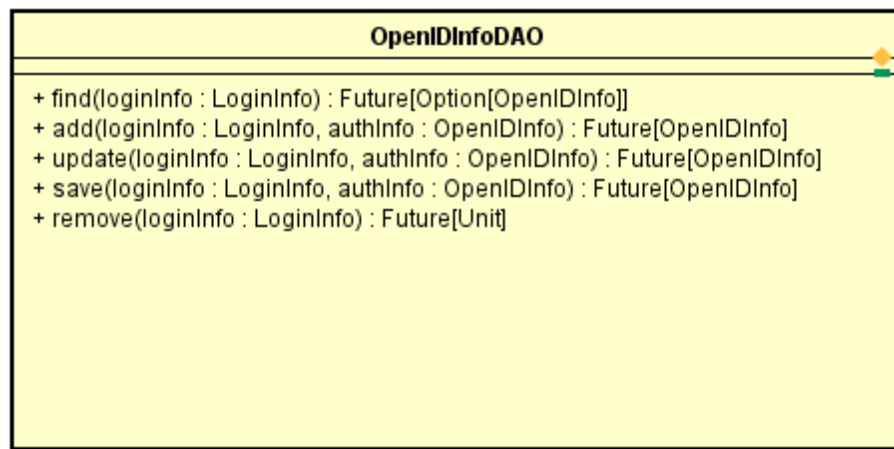 OpenIDInfoDAO
+ find(loginInfo : LoginInfo) : Future[Option[OpenIDInfo]]
+ add(loginInfo : LoginInfo, authInfo : OpenIDInfo) : Future[OpenIDInfo]
+ update(loginInfo : LoginInfo, authInfo : OpenIDInfo) : Future[OpenIDInfo]
+ save(loginInfo : LoginInfo, authInfo : OpenIDInfo) : Future[OpenIDInfo]
+ remove(loginInfo : LoginInfo) : Future[Unit]